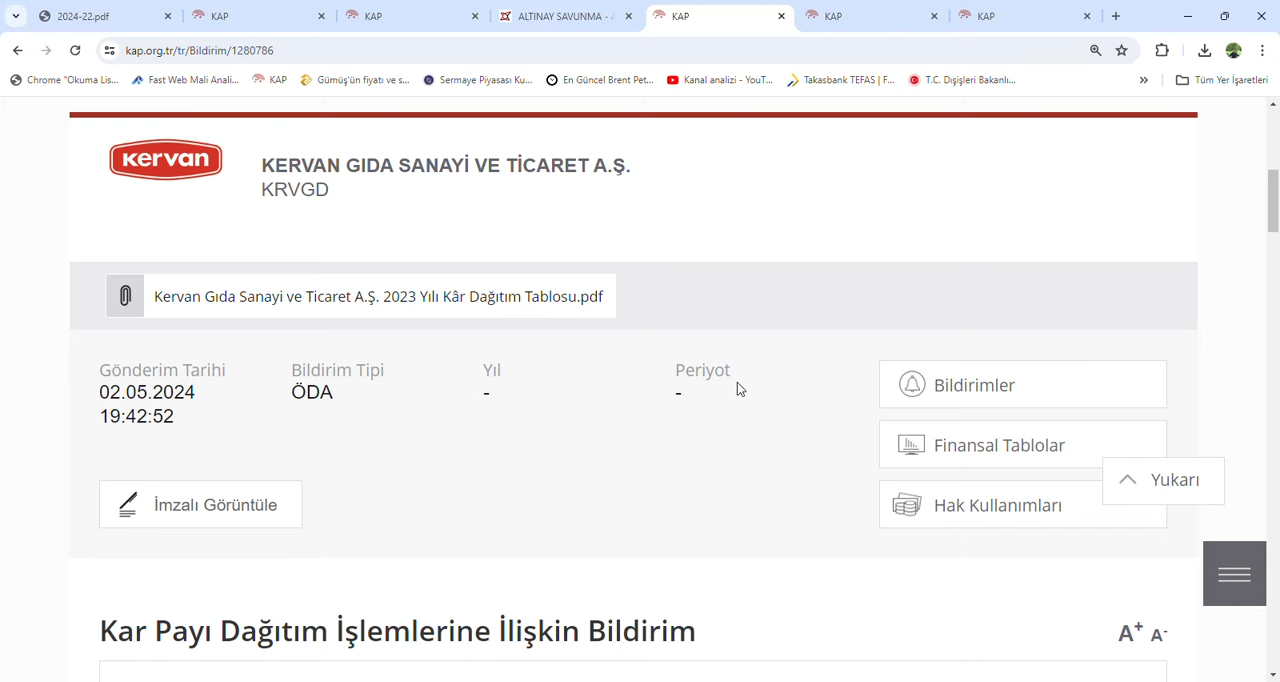 2024-22.pdf
KAP
KAP
ALTINAY SAVUNMA -
KAP
KAP
KAP
kap.org.tr/tr/Bildirim/1280786
Chrome "Okuma Lis...
Fast Web Mali Anali...
KAP
Gümüş'ün fiyatı ve s...
Sermaye Piyasası Ku...
En Güncel Brent Pet...
Kanal analizi - YouT...
Takasbank TEFAS | F...
T.C. Dışişleri Bakanlı...
»
Tüm Yer İşaretleri
kervan
KERVAN GIDA SANAYİ VE TİCARET A.Ş.
KRVGD
Kervan Gıda Sanayi ve Ticaret A.Ş. 2023 Yılı Kâr Dağıtım Tablosu.pdf
Gönderim Tarihi
02.05.2024
19:42:52
Bildirim Tipi
ÖDA
Yıl
-
Periyot
-
Bildirimler
Finansal Tablolar
Yukarı
Hak Kullanımları
İmzalı Görüntüle
Kar Payı Dağıtım İşlemlerine İlişkin Bildirim
A+ A-